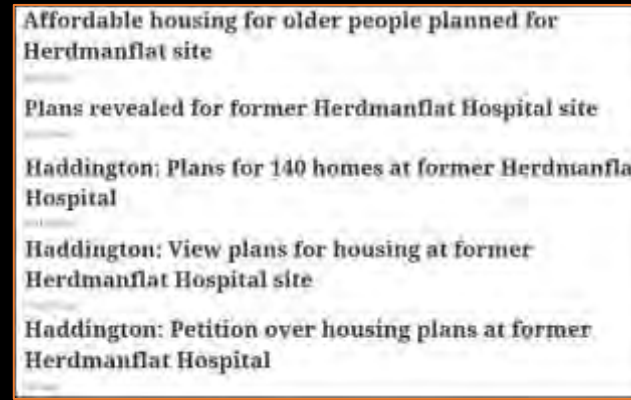 Affordable housing for older people planned for
Herdmanflat site
Plans revealed for former Herdmanflat Hospital site
Haddington: Plans for 140 homes at former Herdmanfla
Hospital
Haddington: View plans for housing at former
Herdmanflat Hospital site
Haddington: Petition over housing plans at former
Herdmanflat Hospital